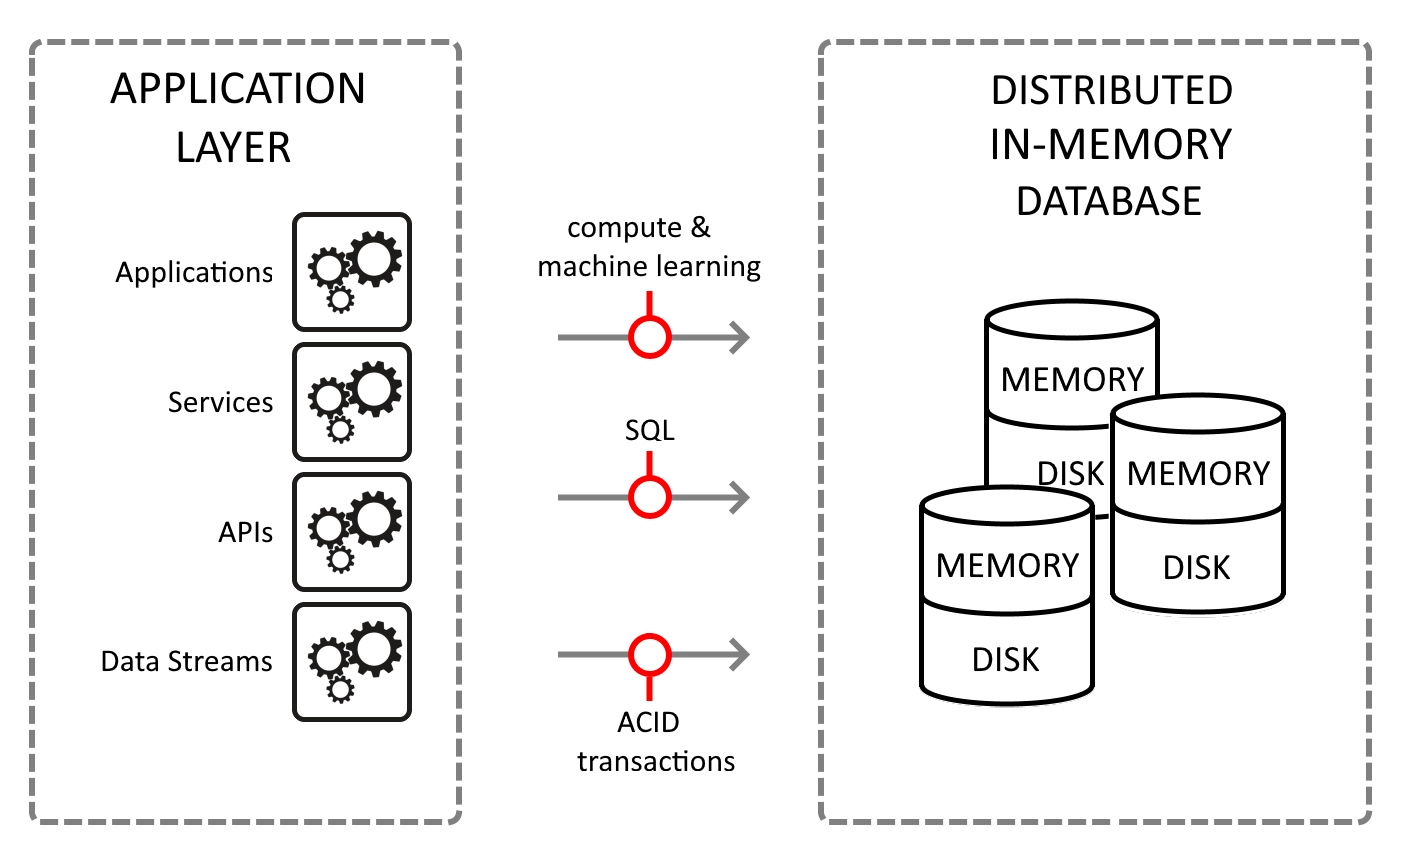 APPLICATION
LAYER
Applications
Services
APIs
Data Streams
compute &
machine learning
SQL
ACID
transactions
DISTRIBUTED
IN-MEMORY
DATABASE
MEMORY
DISK
MEMORY
DISK
MEMORY
DISK